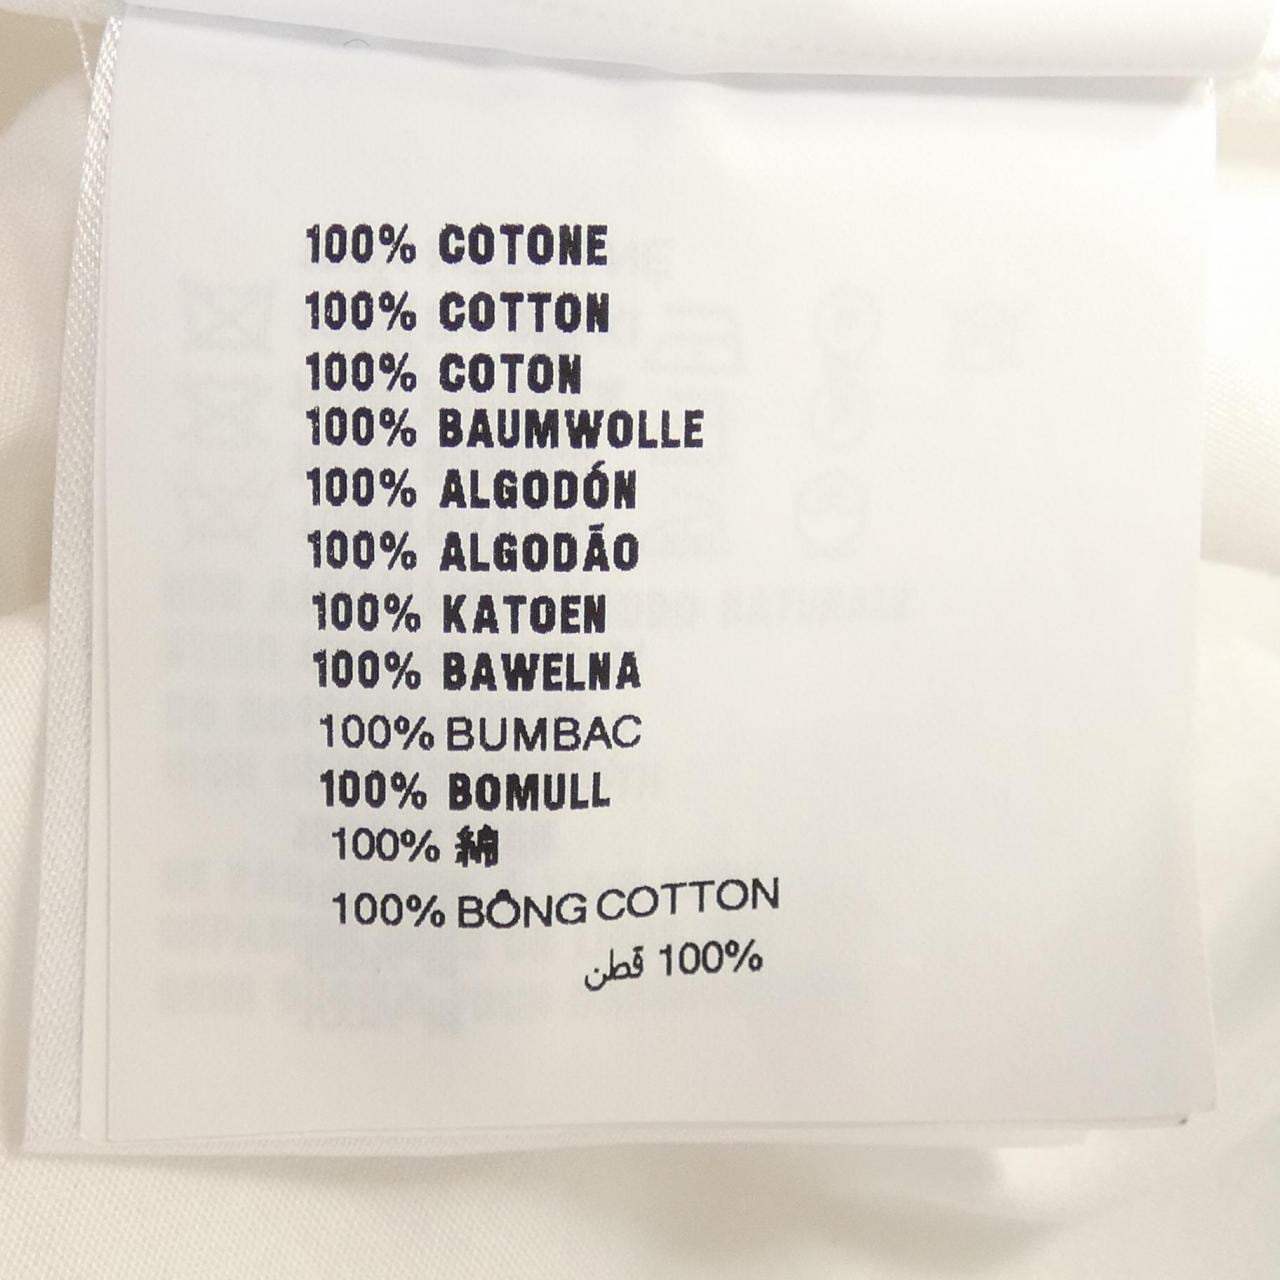 100% COTONE
100% COTTON
100% COTON
100% BAUMWOLLE
100% ALGODÓN
100% ALGODÃO
100% KATOEN
100% BAWELNA
100% BUMBAC
100% BOMULL
100% 綿
100% BÔNG COTTON
100% قطن